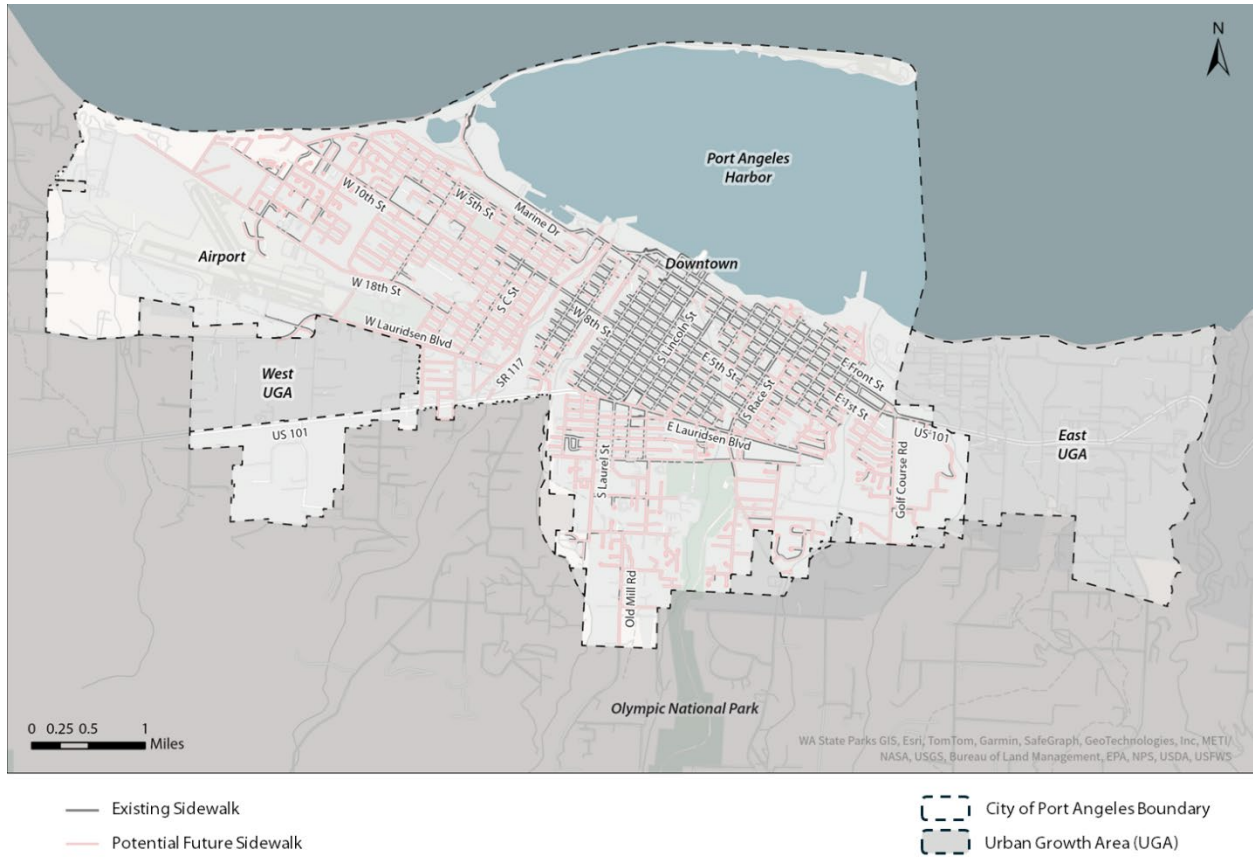 N
Port Angeles
Harbor
W 10th St
W 5th St
Marine Dr
Airport
Downtown
W 18th St
S C St
W 8th St
S Lincoln St
W Lauridsen Blvd
E 5th St
E Front St
SR 117
S Race St
E 1st St
West
UGA
US 101
E Lauridsen Blvd
US 101
East
UGA
S Laurel St
Golf Course Rd
Old Mill Rd
Olympic National Park
0 0.25 0.5 1
Miles
WA State Parks GIS, Esri, TomTom, Garmin, SafeGraph, GeoTechnologies, Inc, METI/
NASA, USGS, Bureau of Land Management, EPA, NPS, USDA, USFWS
Existing Sidewalk
Potential Future Sidewalk
City of Port Angeles Boundary
Urban Growth Area (UGA)